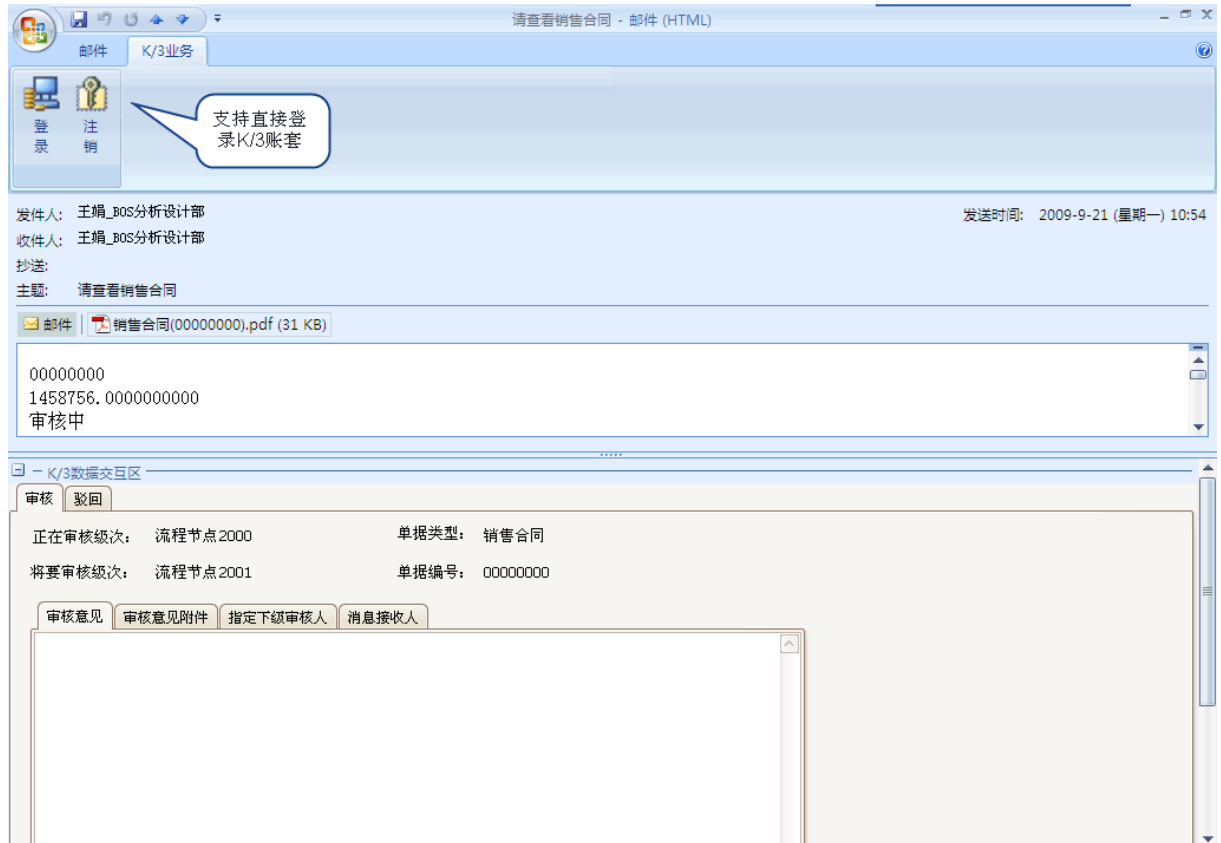 请查看销售合同 - 邮件 (HTML)
邮件 K/3业务
登录 注销
支持直接登
录K/3账套
发件人: 王娟_BOS分析设计部 发送时间: 2009-9-21 (星期一) 10:54
收件人: 王娟_BOS分析设计部
抄送:
主题: 请查看销售合同
邮件 销售合同(00000000).pdf (31 KB)
00000000
1458756.0000000000
审核中
K/3数据交互区
审核 驳回
正在审核级次: 流程节点2000 单据类型: 销售合同
将要审核级次: 流程节点2001 单据编号: 00000000
审核意见 审核意见附件 指定下级审核人 消息接收人